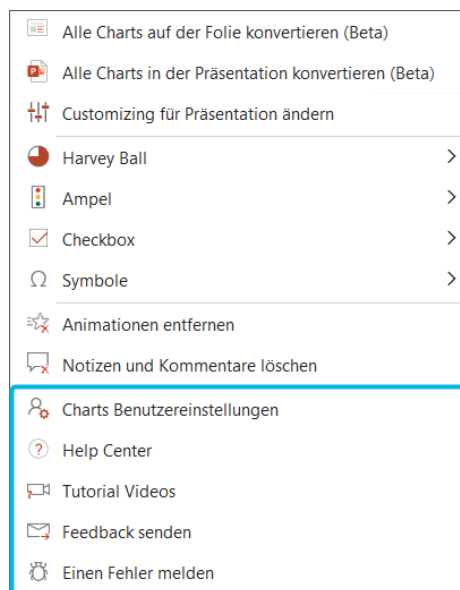 Alle Charts auf der Folie konvertieren (Beta)
Alle Charts in der Präsentation konvertieren (Beta)
Customizing für Präsentation ändern
Harvey Ball
Ampel
Checkbox
Symbole
Animationen entfernen
Notizen und Kommentare löschen
Charts Benutzereinstellungen
Help Center
Tutorial Videos
Feedback senden
Einen Fehler melden